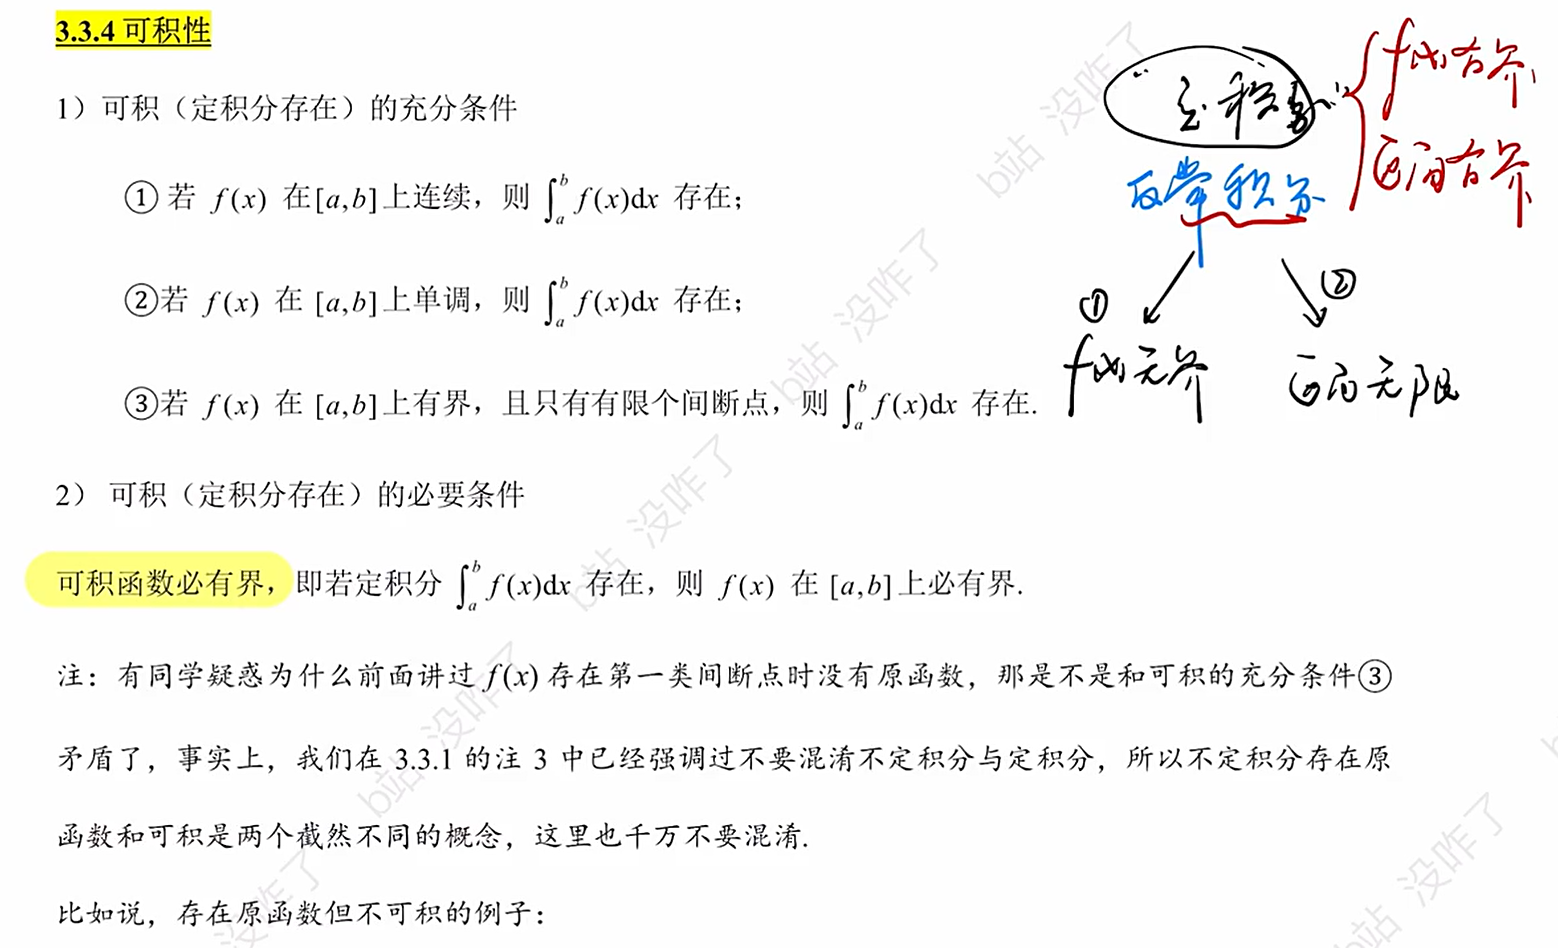 3.3.4 可积性
1）可积（定积分存在）的充分条件
① 若 f(x) 在[a,b]上连续，则 ∫_a^b f(x)dx 存在；
②若 f(x) 在 [a,b]上单调，则 ∫_a^b f(x)dx 存在；
③若 f(x) 在 [a,b]上有界，且只有有限个间断点，则 ∫_a^b f(x)dx 存在.
2） 可积（定积分存在）的必要条件
可积函数必有界，即若定积分 ∫_a^b f(x)dx 存在，则 f(x) 在 [a,b]上必有界.
注：有同学疑惑为什么前面讲过 f(x) 存在第一类间断点时没有原函数，那是不是和可积的充分条件③
矛盾了，事实上，我们在 3.3.1 的注 3 中已经强调过不要混淆不定积分与定积分，所以不定积分存在原
函数和可积是两个截然不同的概念，这里也千万不要混淆.
比如说，存在原函数但不可积的例子：
定积分
f(x)有界
区间有界
反常积分
①
f(x)无界
②
区间无限
b站 没咋了
b站 没咋了
b站 没咋了
b站 没咋了
没咋了
b站 没咋了